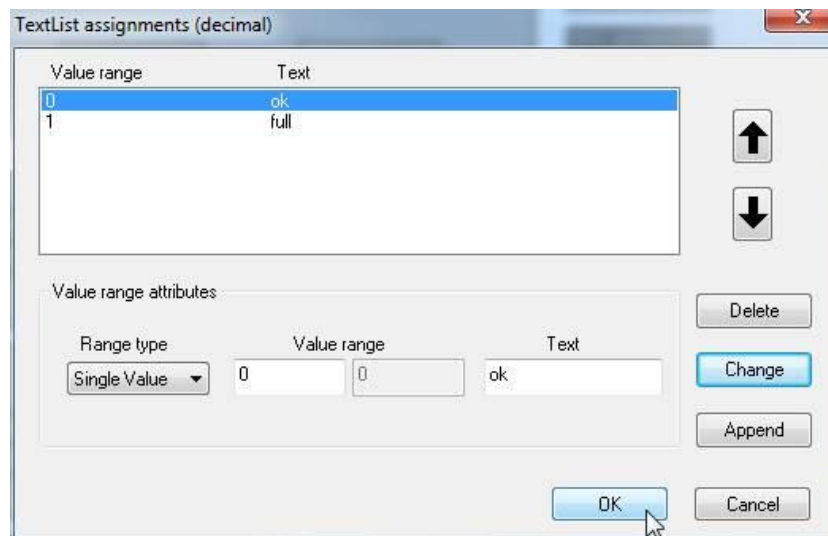 TextList assignments (decimal)
x
Value range Text
0 ok
1 full
Value range attributes
Delete
Range type Value range Text
Single Value 0 0 ok
Change
Append
OK Cancel